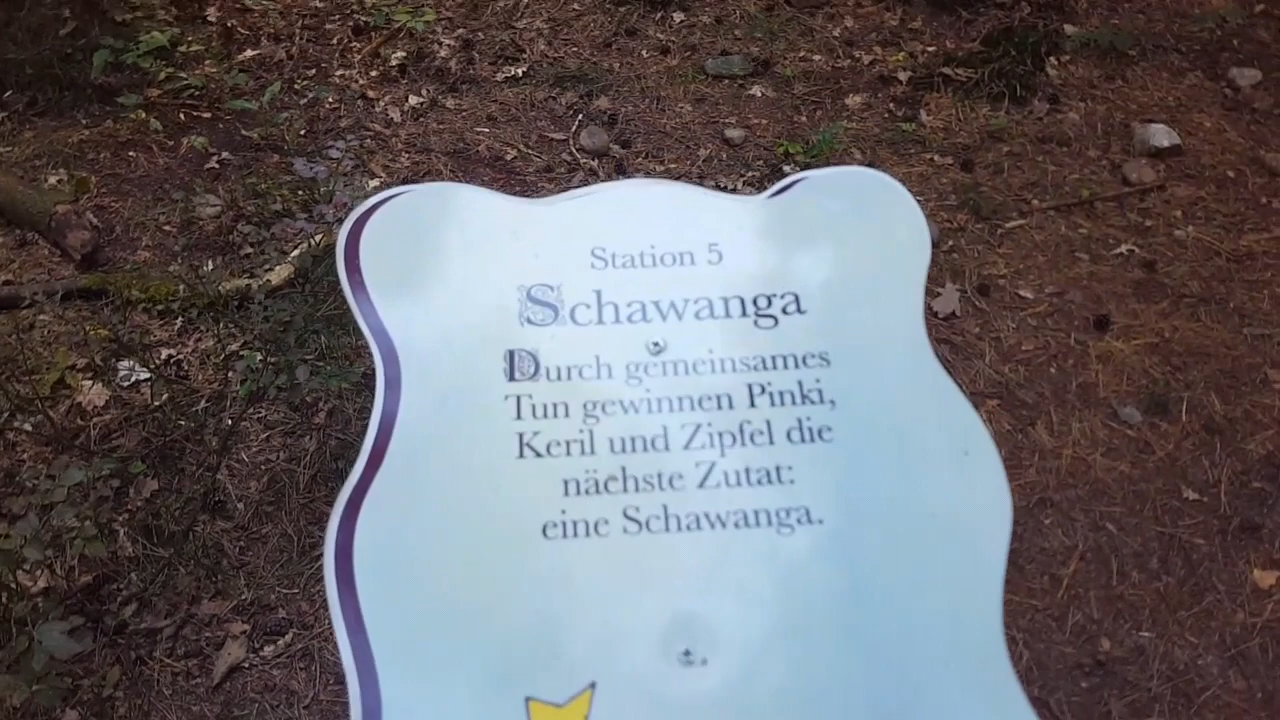 Station 5
Schawanga
Durch gemeinsames
Tun gewinnen Pinki,
Keril und Zipfel die
nächste Zutat:
eine Schawanga.